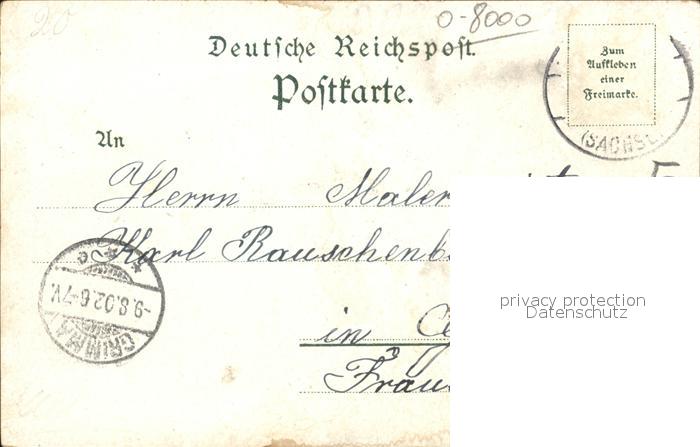 20
0-8000
Deutsche Reichspost.
Postkarte.
Zum
Aufkleben
einer
Freimarke.
(SACHSE
An
Herrn Maler
Karl Rauschenb
in
Frau
-9.8.02.6-7V.
GRIMMA
privacy protection
Datenschutz